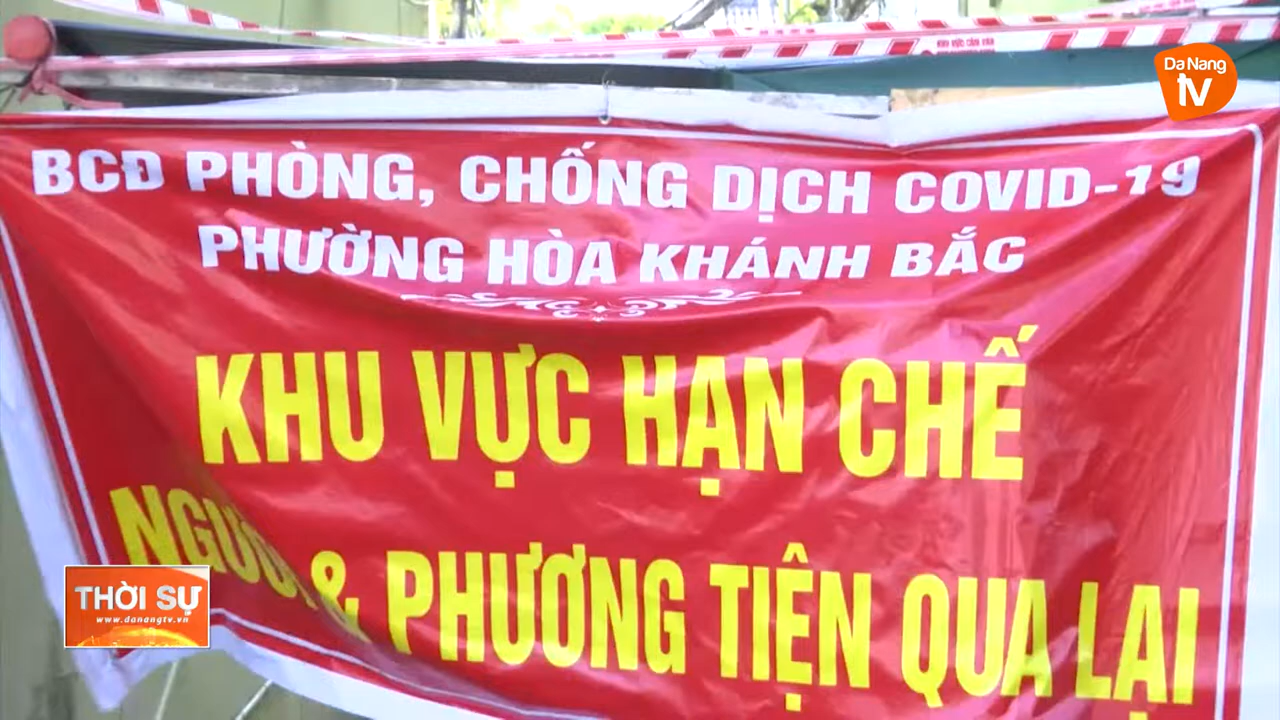 Da Nang
tv
BCĐ PHÒNG, CHỐNG DỊCH COVID-19
PHƯỜNG HÒA KHÁNH BẮC
KHU VỰC HẠN CHẾ
NGƯỜI & PHƯƠNG TIỆN QUA LẠI
THỜI SỰ
www.danangtv.vn